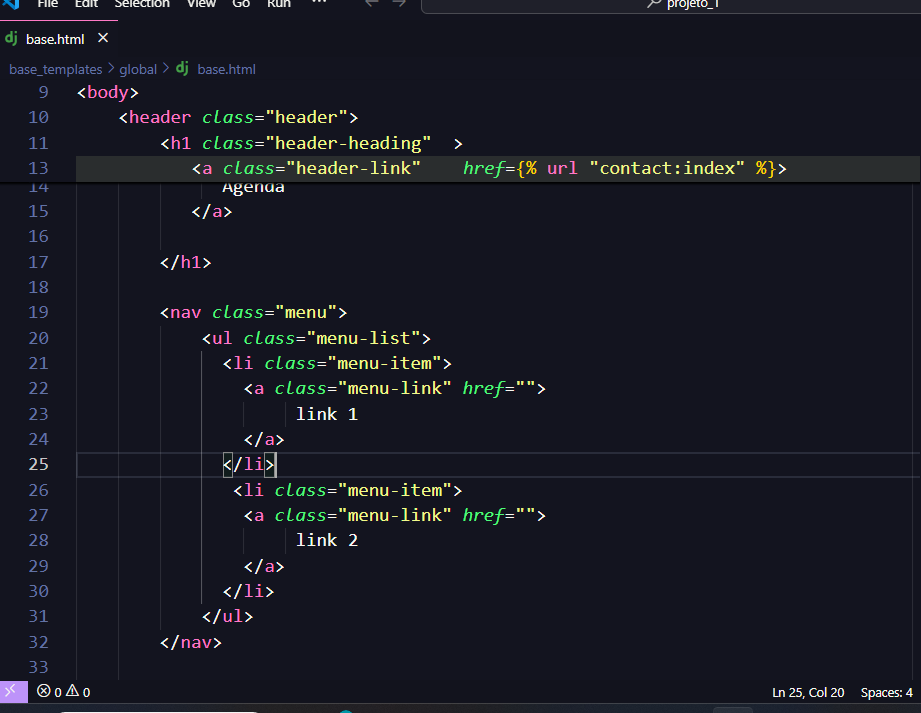 File Edit Selection View Go Run ... projeto_1
base.html
base_templates > global > base.html
9 <body>
10 <header class="header">
11 <h1 class="header-heading" >
13 <a class="header-link" href={% url "contact:index" %}>
14 Agenda
15 </a>
16
17 </h1>
18
19 <nav class="menu">
20 <ul class="menu-list">
21 <li class="menu-item">
22 <a class="menu-link" href="">
23 link 1
24 </a>
25 </li>
26 <li class="menu-item">
27 <a class="menu-link" href="">
28 link 2
29 </a>
30 </li>
31 </ul>
32 </nav>
33
0 0 Ln 25, Col 20 Spaces: 4